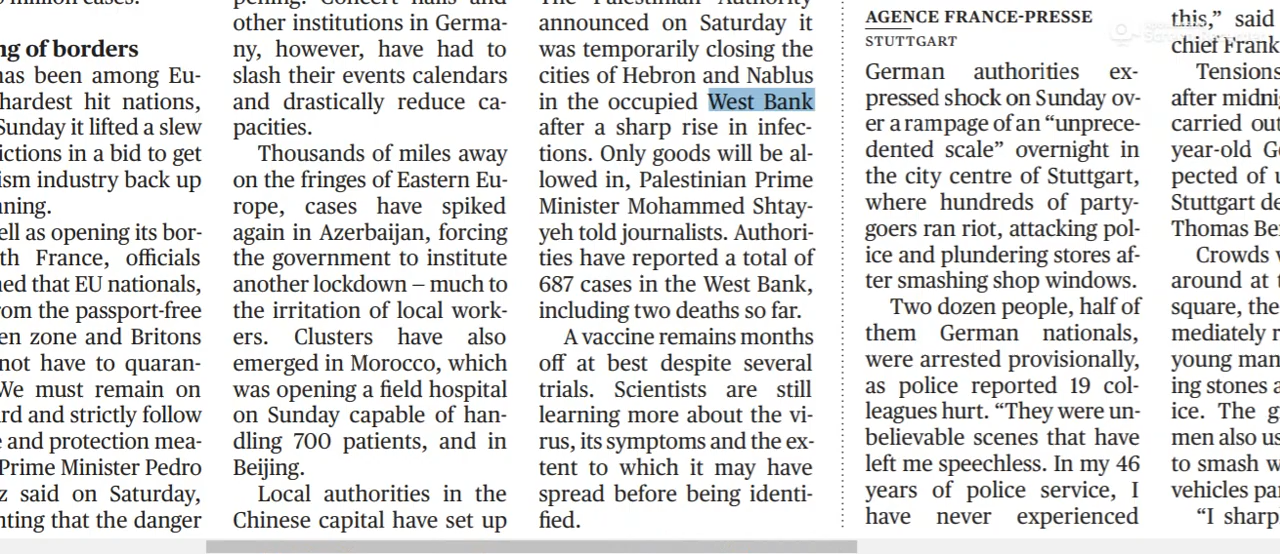 ng of borders
has been among Eu-
hardest hit nations,
Sunday it lifted a slew
ictions in a bid to get
ism industry back up
nning.
ell as opening its bor-
th France, officials
ned that EU nationals,
rom the passport-free
en zone and Britons
not have to quaran-
We must remain on
ard and strictly follow
e and protection mea-
Prime Minister Pedro
z said on Saturday,
nting that the danger
other institutions in Germa-
ny, however, have had to
slash their events calendars
and drastically reduce ca-
pacities.
Thousands of miles away
on the fringes of Eastern Eu-
rope, cases have spiked
again in Azerbaijan, forcing
the government to institute
another lockdown – much to
the irritation of local work-
ers. Clusters have also
emerged in Morocco, which
was opening a field hospital
on Sunday capable of han-
dling 700 patients, and in
Beijing.
Local authorities in the
Chinese capital have set up
The Palestinian Authority
announced on Saturday it
was temporarily closing the
cities of Hebron and Nablus
in the occupied West Bank
after a sharp rise in infec-
tions. Only goods will be al-
lowed in, Palestinian Prime
Minister Mohammed Shtay-
yeh told journalists. Authori-
ties have reported a total of
687 cases in the West Bank,
including two deaths so far.
A vaccine remains months
off at best despite several
trials. Scientists are still
learning more about the vi-
rus, its symptoms and the ex-
tent to which it may have
spread before being identi-
fied.
AGENCE FRANCE-PRESSE
STUTTGART
German authorities ex-
pressed shock on Sunday ov-
er a rampage of an “unprece-
dented scale” overnight in
the city centre of Stuttgart,
where hundreds of party-
goers ran riot, attacking pol-
ice and plundering stores af-
ter smashing shop windows.
Two dozen people, half of
them German nationals,
were arrested provisionally,
as police reported 19 col-
leagues hurt. “They were un-
believable scenes that have
left me speechless. In my 46
years of police service, I
have never experienced
this,” said
chief Frank
Tensions
after midni
carried out
year-old Ge
pected of u
Stuttgart de
Thomas Be
Crowds w
around at t
square, the
mediately r
young man
ing stones a
ice. The g
men also us
to smash w
vehicles pa
“I sharp